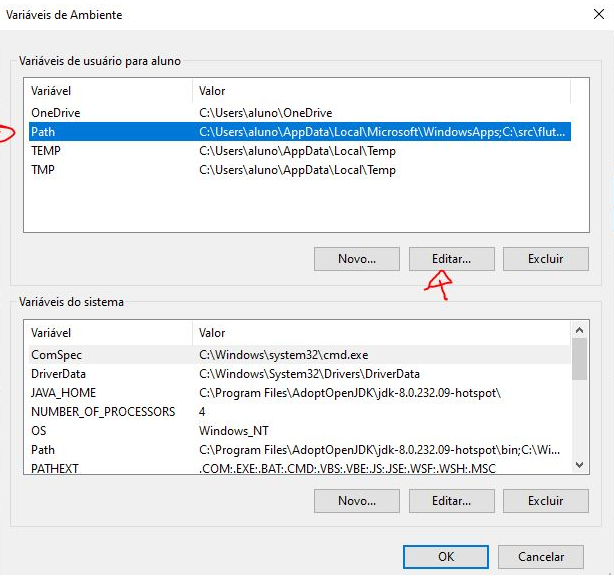 Variáveis de Ambiente
Variáveis de usuário para aluno
Variável Valor
OneDrive C:\Users\aluno\OneDrive
Path C:\Users\aluno\AppData\Local\Microsoft\WindowsApps;C:\src\flut...
TEMP C:\Users\aluno\AppData\Local\Temp
TMP C:\Users\aluno\AppData\Local\Temp
Novo... Editar... Excluir
Variáveis do sistema
Variável Valor
ComSpec C:\Windows\system32\cmd.exe
DriverData C:\Windows\System32\Drivers\DriverData
JAVA_HOME C:\Program Files\AdoptOpenJDK\jdk-8.0.232.09-hotspot\
NUMBER_OF_PROCESSORS 4
OS Windows_NT
Path C:\Program Files\AdoptOpenJDK\jdk-8.0.232.09-hotspot\bin;C:\Wi...
PATHEXT .COM;.EXE;.BAT;.CMD;.VBS;.VBE;.JS;.JSE;.WSF;.WSH;.MSC
Novo... Editar... Excluir
OK Cancelar